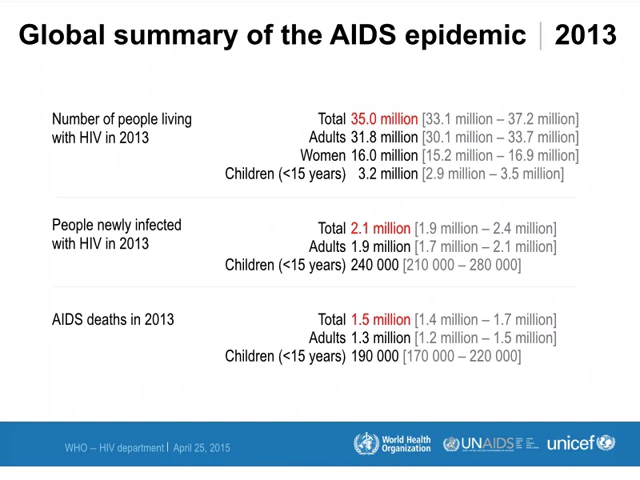 Global summary of the AIDS epidemic | 2013
Number of people living
with HIV in 2013
Total 35.0 million [33.1 million – 37.2 million]
Adults 31.8 million [30.1 million – 33.7 million]
Women 16.0 million [15.2 million – 16.9 million]
Children (<15 years) 3.2 million [2.9 million – 3.5 million]
People newly infected
with HIV in 2013
Total 2.1 million [1.9 million – 2.4 million]
Adults 1.9 million [1.7 million – 2.1 million]
Children (<15 years) 240 000 [210 000 – 280 000]
AIDS deaths in 2013
Total 1.5 million [1.4 million – 1.7 million]
Adults 1.3 million [1.2 million – 1.5 million]
Children (<15 years) 190 000 [170 000 – 220 000]
WHO – HIV department | April 25, 2015
World Health
Organization
UNAIDS
unicef